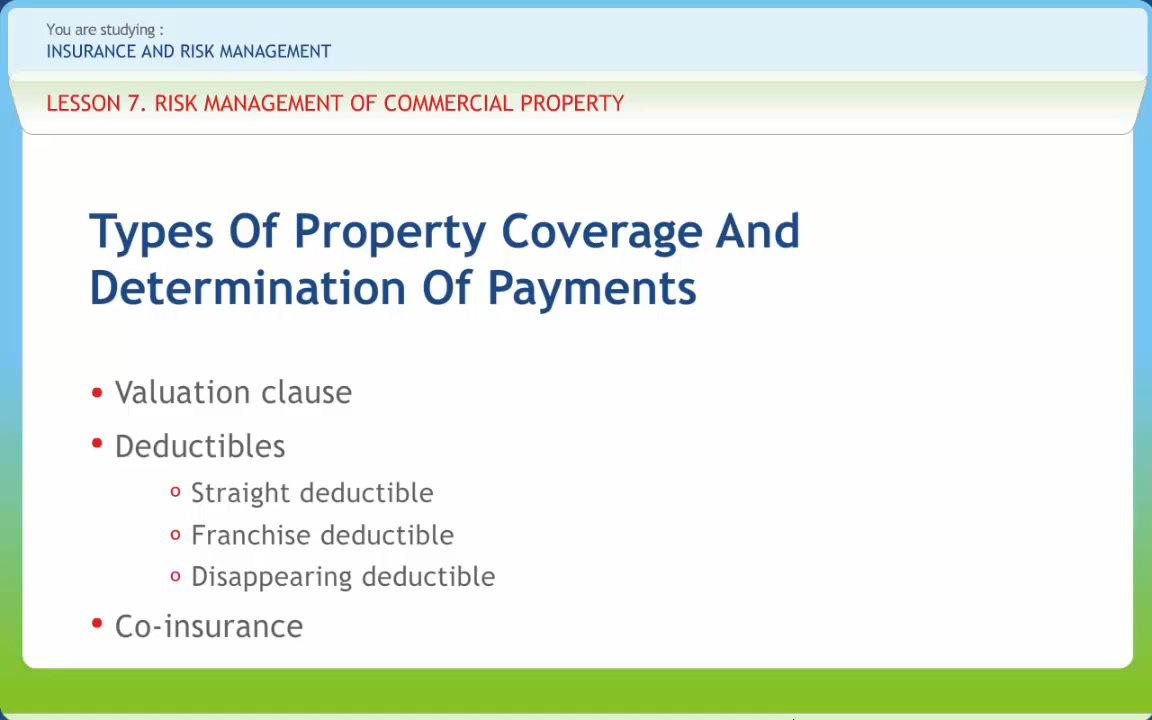 You are studying :
INSURANCE AND RISK MANAGEMENT
LESSON 7. RISK MANAGEMENT OF COMMERCIAL PROPERTY
Types Of Property Coverage And
Determination Of Payments
• Valuation clause
• Deductibles
o Straight deductible
o Franchise deductible
o Disappearing deductible
• Co-insurance